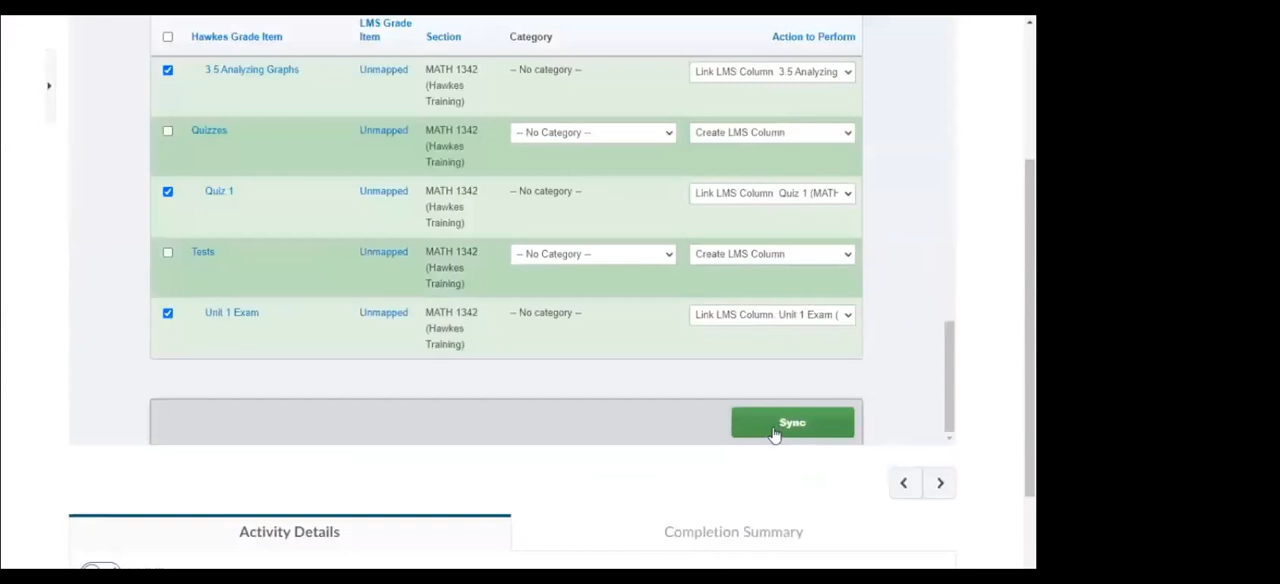 LMS Grade
Hawkes Grade Item Item Section Category Action to Perform
3 5 Analyzing Graphs Unmapped MATH 1342 -- No category -- Link LMS Column 3.5 Analyzing
(Hawkes
Training)
Quizzes Unmapped MATH 1342 -- No Category -- Create LMS Column
(Hawkes
Training)
Quiz 1 Unmapped MATH 1342 -- No category -- Link LMS Column Quiz 1 (MATH
(Hawkes
Training)
Tests Unmapped MATH 1342 -- No Category -- Create LMS Column
(Hawkes
Training)
Unit 1 Exam Unmapped MATH 1342 -- No category -- Link LMS Column Unit 1 Exam (
(Hawkes
Training)
Sync
Activity Details Completion Summary